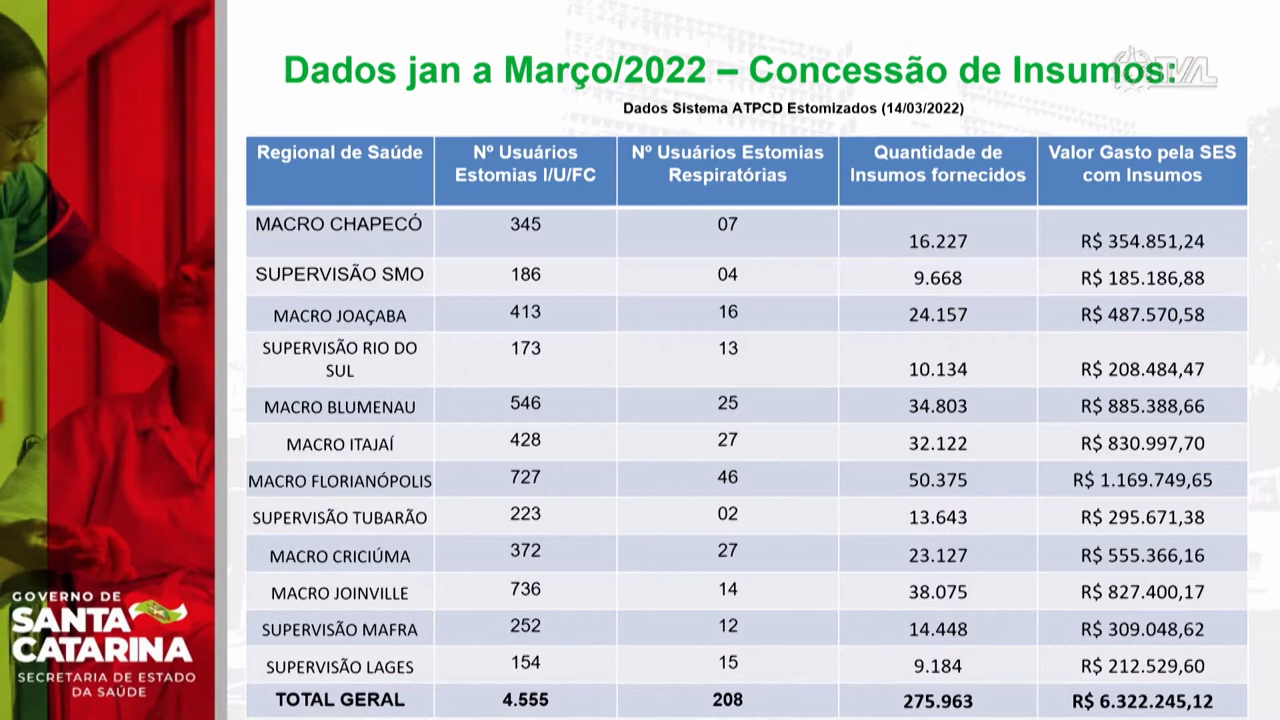 Dados jan a Março/2022 – Concessão de Insumos:
TVAL
Dados Sistema ATPCD Estomizados (14/03/2022)
Regional de Saúde Nº Usuários Estomias I/U/FC Nº Usuários Estomias Respiratórias Quantidade de Insumos fornecidos Valor Gasto pela SES com Insumos
MACRO CHAPECÓ 345 07 16.227 R$ 354.851,24
SUPERVISÃO SMO 186 04 9.668 R$ 185.186,88
MACRO JOAÇABA 413 16 24.157 R$ 487.570,58
SUPERVISÃO RIO DO SUL 173 13 10.134 R$ 208.484,47
MACRO BLUMENAU 546 25 34.803 R$ 885.388,66
MACRO ITAJAÍ 428 27 32.122 R$ 830.997,70
MACRO FLORIANÓPOLIS 727 46 50.375 R$ 1.169.749,65
SUPERVISÃO TUBARÃO 223 02 13.643 R$ 295.671,38
MACRO CRICIÚMA 372 27 23.127 R$ 555.366,16
MACRO JOINVILLE 736 14 38.075 R$ 827.400,17
SUPERVISÃO MAFRA 252 12 14.448 R$ 309.048,62
SUPERVISÃO LAGES 154 15 9.184 R$ 212.529,60
TOTAL GERAL 4.555 208 275.963 R$ 6.322.245,12
GOVERNO DE
SANTA
CATARINA
SECRETARIA DE ESTADO
DA SAÚDE